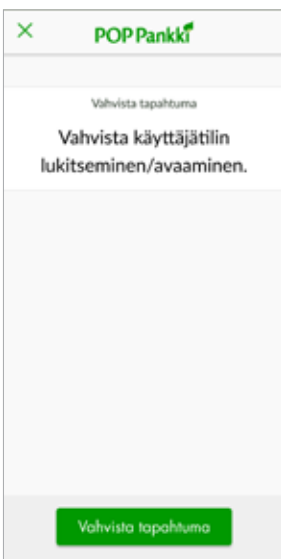 POP Pankki
Vahvista tapahtuma
Vahvista käyttäjätilin
lukitseminen/avaaminen.
Vahvista tapahtuma